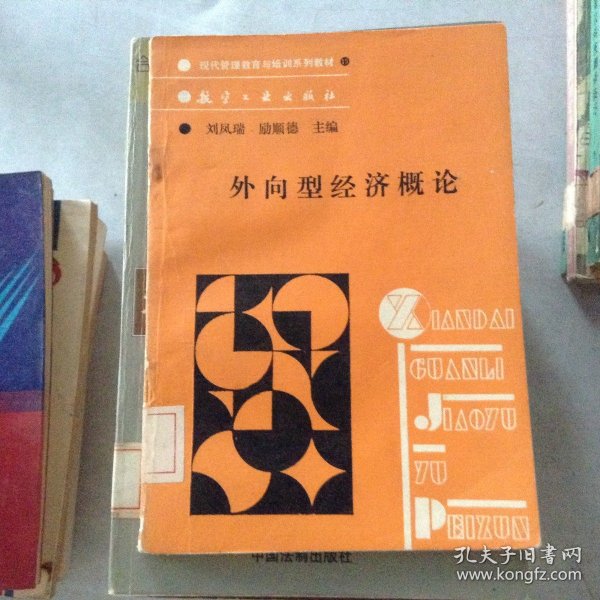 现代管理教育与培训系列教材
数字工业出版社
刘凤瑞 励顺德 主编
外向型经济概论
XIANDAI
GUANLI
JIAOYU
YU
PEIXUN
中国法制出版社
孔夫子旧书网
www.kongfz.com